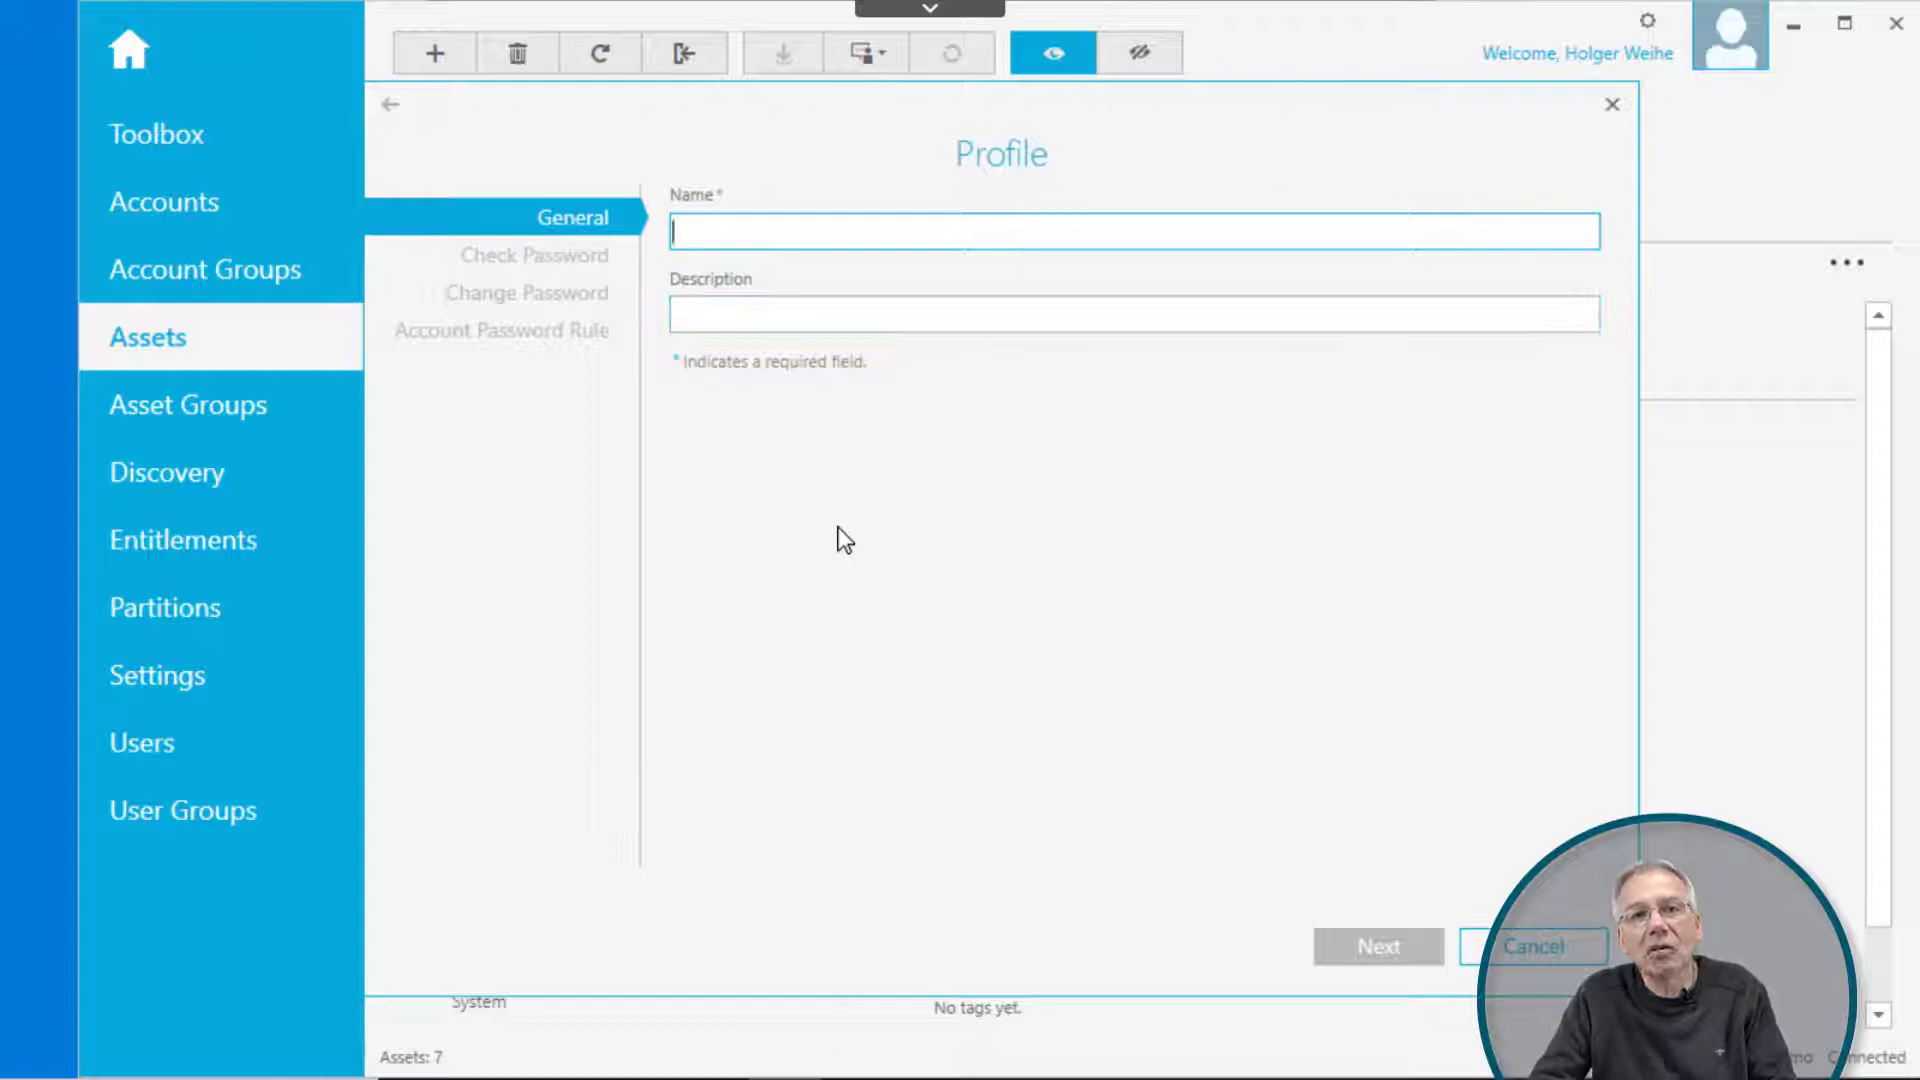 Welcome, Holger Weihe
Toolbox
Accounts
Account Groups
Assets
Asset Groups
Discovery
Entitlements
Partitions
Settings
Users
User Groups
Profile
General
Check Password
Change Password
Account Password Rule
Name*
Description
* Indicates a required field.
Next
Cancel
System
No tags yet.
Assets: 7